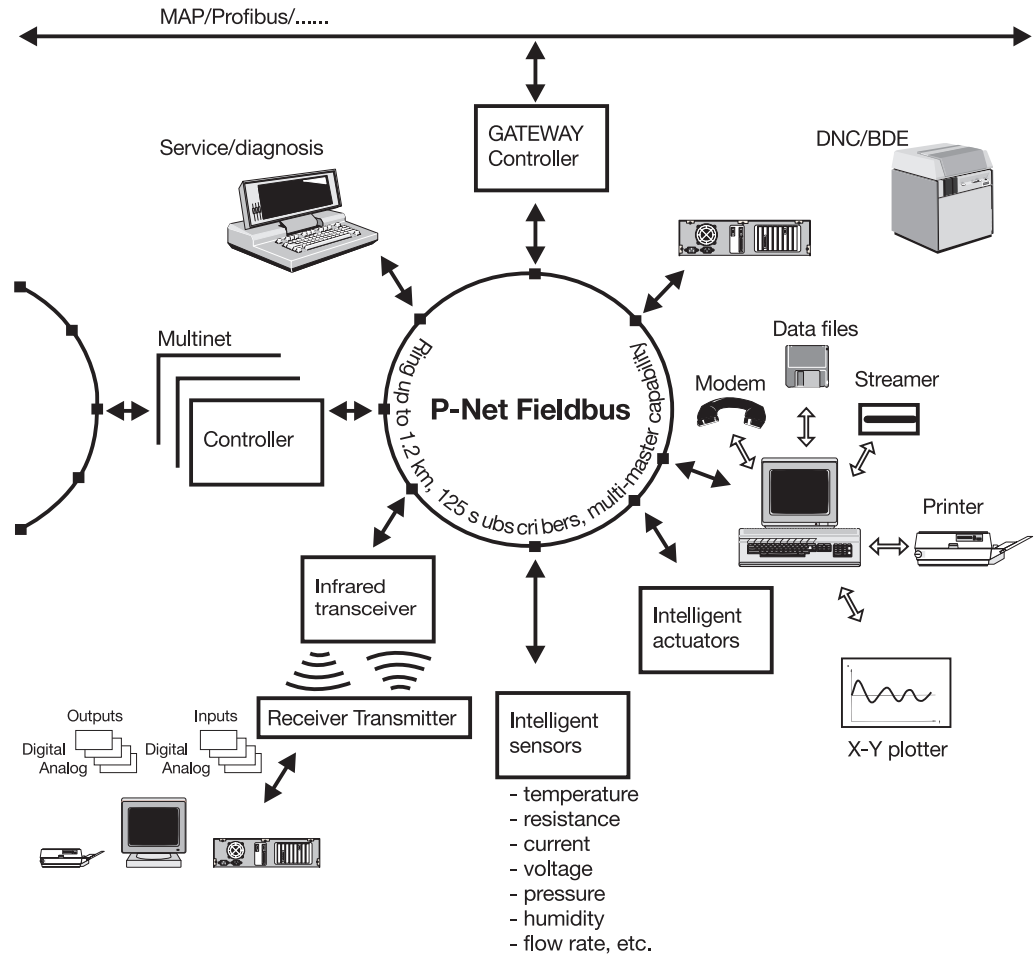 MAP/Profibus/......
GATEWAY
Controller
Service/diagnosis
DNC/BDE
Multinet
Controller
P-Net Fieldbus
Ring up to 1.2 km, 125 s ubs cri bers, multi-master capability
Data files
Modem
Streamer
Printer
Infrared
transceiver
Intelligent
actuators
Receiver Transmitter
Intelligent
sensors
X-Y plotter
Outputs
Inputs
Digital
Analog
Digital
Analog
- temperature
- resistance
- current
- voltage
- pressure
- humidity
- flow rate, etc.